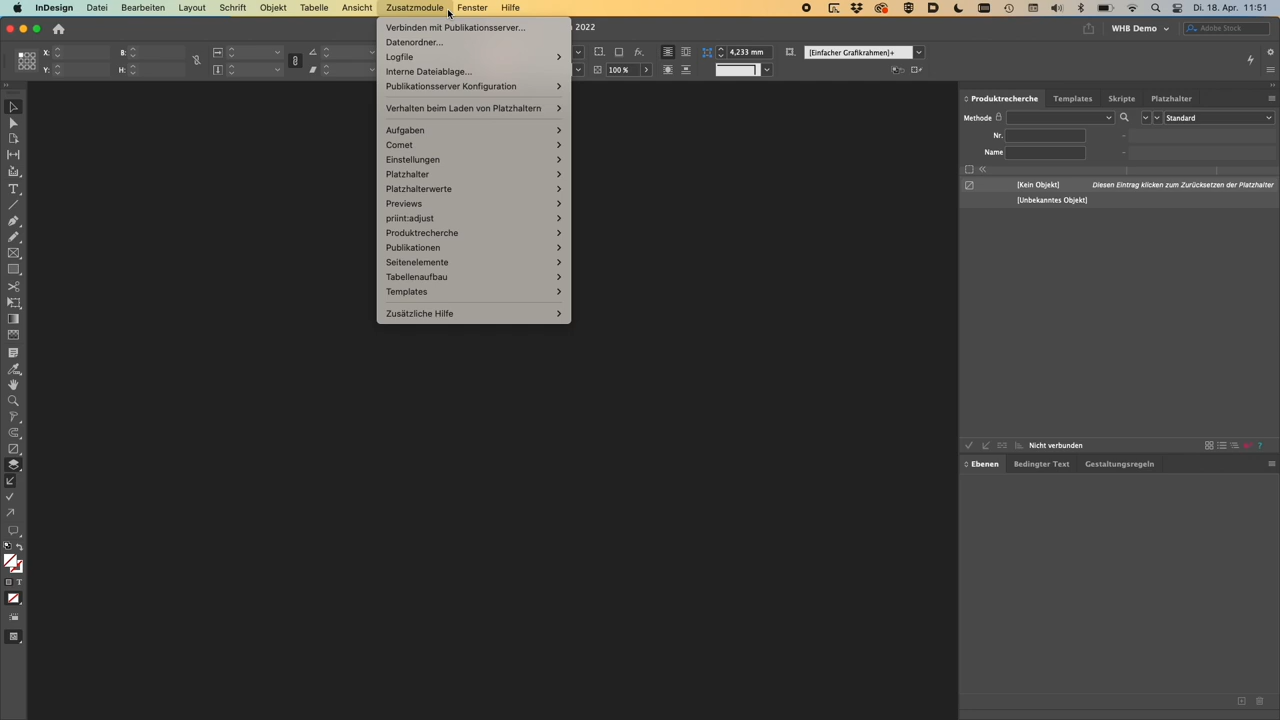 InDesign Datei Bearbeiten Layout Schrift Objekt Tabelle Ansicht Zusatzmodule Fenster Hilfe Di. 18. Apr. 11:51
2022 WHB Demo Adobe Stock
X: B: 4,233 mm [Einfacher Grafikrahmen]+
Y: H: 100 %
Verbinden mit Publikationsserver...
Datenordner...
Logfile
Interne Dateiablage...
Publikationsserver Konfiguration
Verhalten beim Laden von Platzhaltern
Aufgaben
Comet
Einstellungen
Platzhalter
Platzhalterwerte
Previews
priint:adjust
Produktrecherche
Publikationen
Seitenelemente
Tabellenaufbau
Templates
Zusätzliche Hilfe
Produktrecherche Templates Skripte Platzhalter
Methode Standard
Nr.
Name
[Kein Objekt] Diesen Eintrag klicken zum Zurücksetzen der Platzhalter
[Unbekanntes Objekt]
Nicht verbunden
Ebenen Bedingter Text Gestaltungsregeln